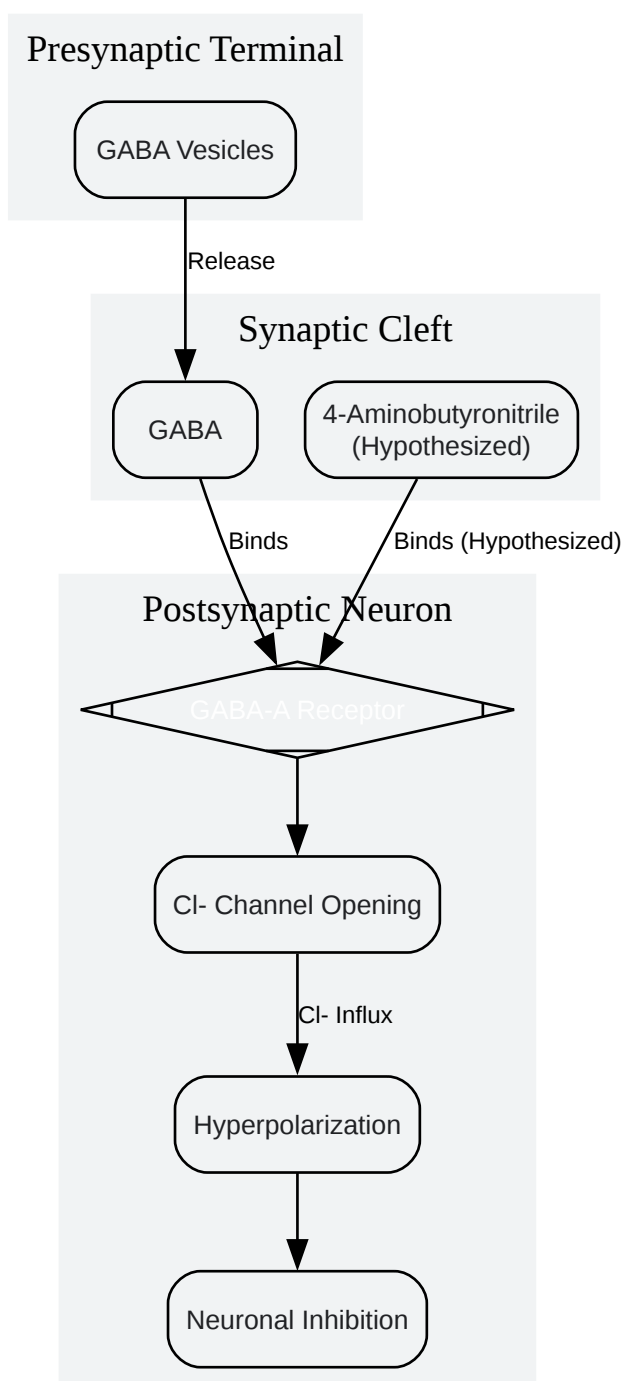 Presynaptic Terminal
GABA Vesicles
Release
Synaptic Cleft
GABA
4-Aminobutyronitrile
(Hypothesized)
Binds
Binds (Hypothesized)
Postsynaptic Neuron
GABA-A Receptor
Cl- Channel Opening
Cl- Influx
Hyperpolarization
Neuronal Inhibition